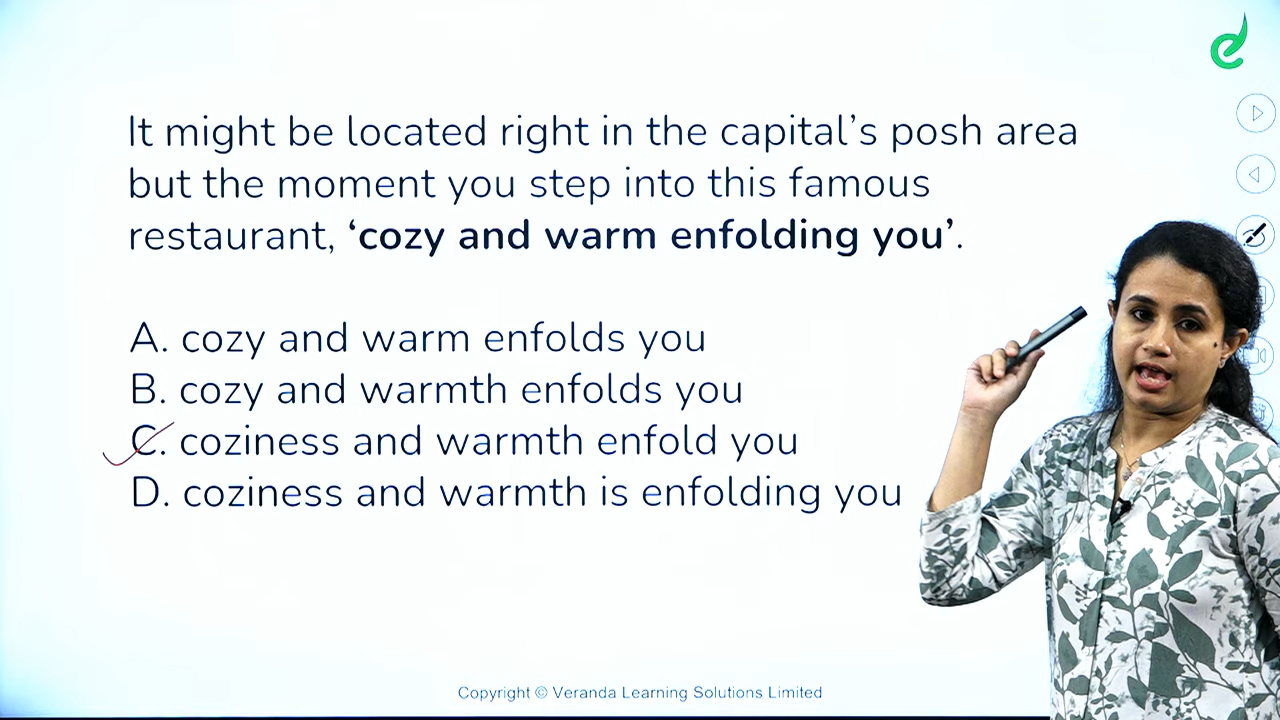 It might be located right in the capital’s posh area
but the moment you step into this famous
restaurant, ‘cozy and warm enfolding you’.
A. cozy and warm enfolds you
B. cozy and warmth enfolds you
C. coziness and warmth enfold you
D. coziness and warmth is enfolding you
Copyright © Veranda Learning Solutions Limited